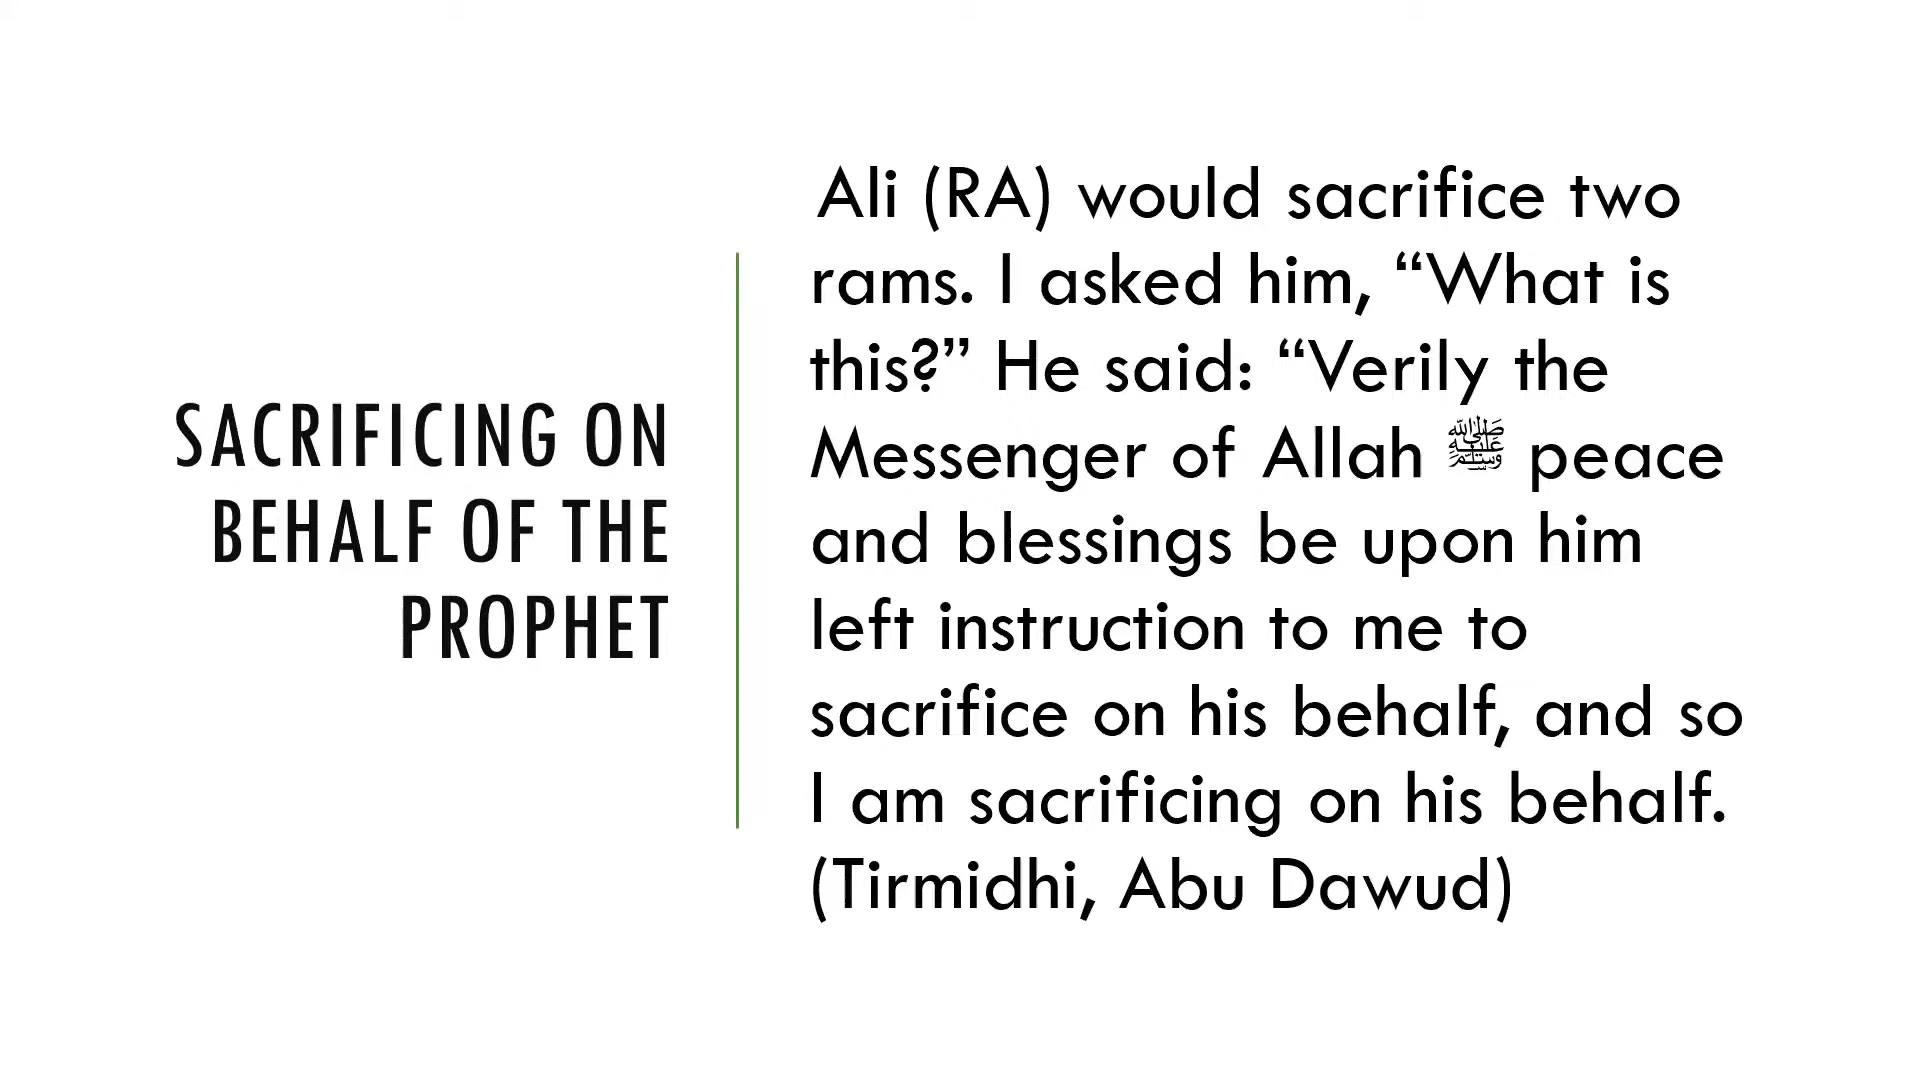 SACRIFICING ON
BEHALF OF THE
PROPHET
Ali (RA) would sacrifice two
rams. I asked him, “What is
this?” He said: “Verily the
Messenger of Allah ﷺ peace
and blessings be upon him
left instruction to me to
sacrifice on his behalf, and so
I am sacrificing on his behalf.
(Tirmidhi, Abu Dawud)